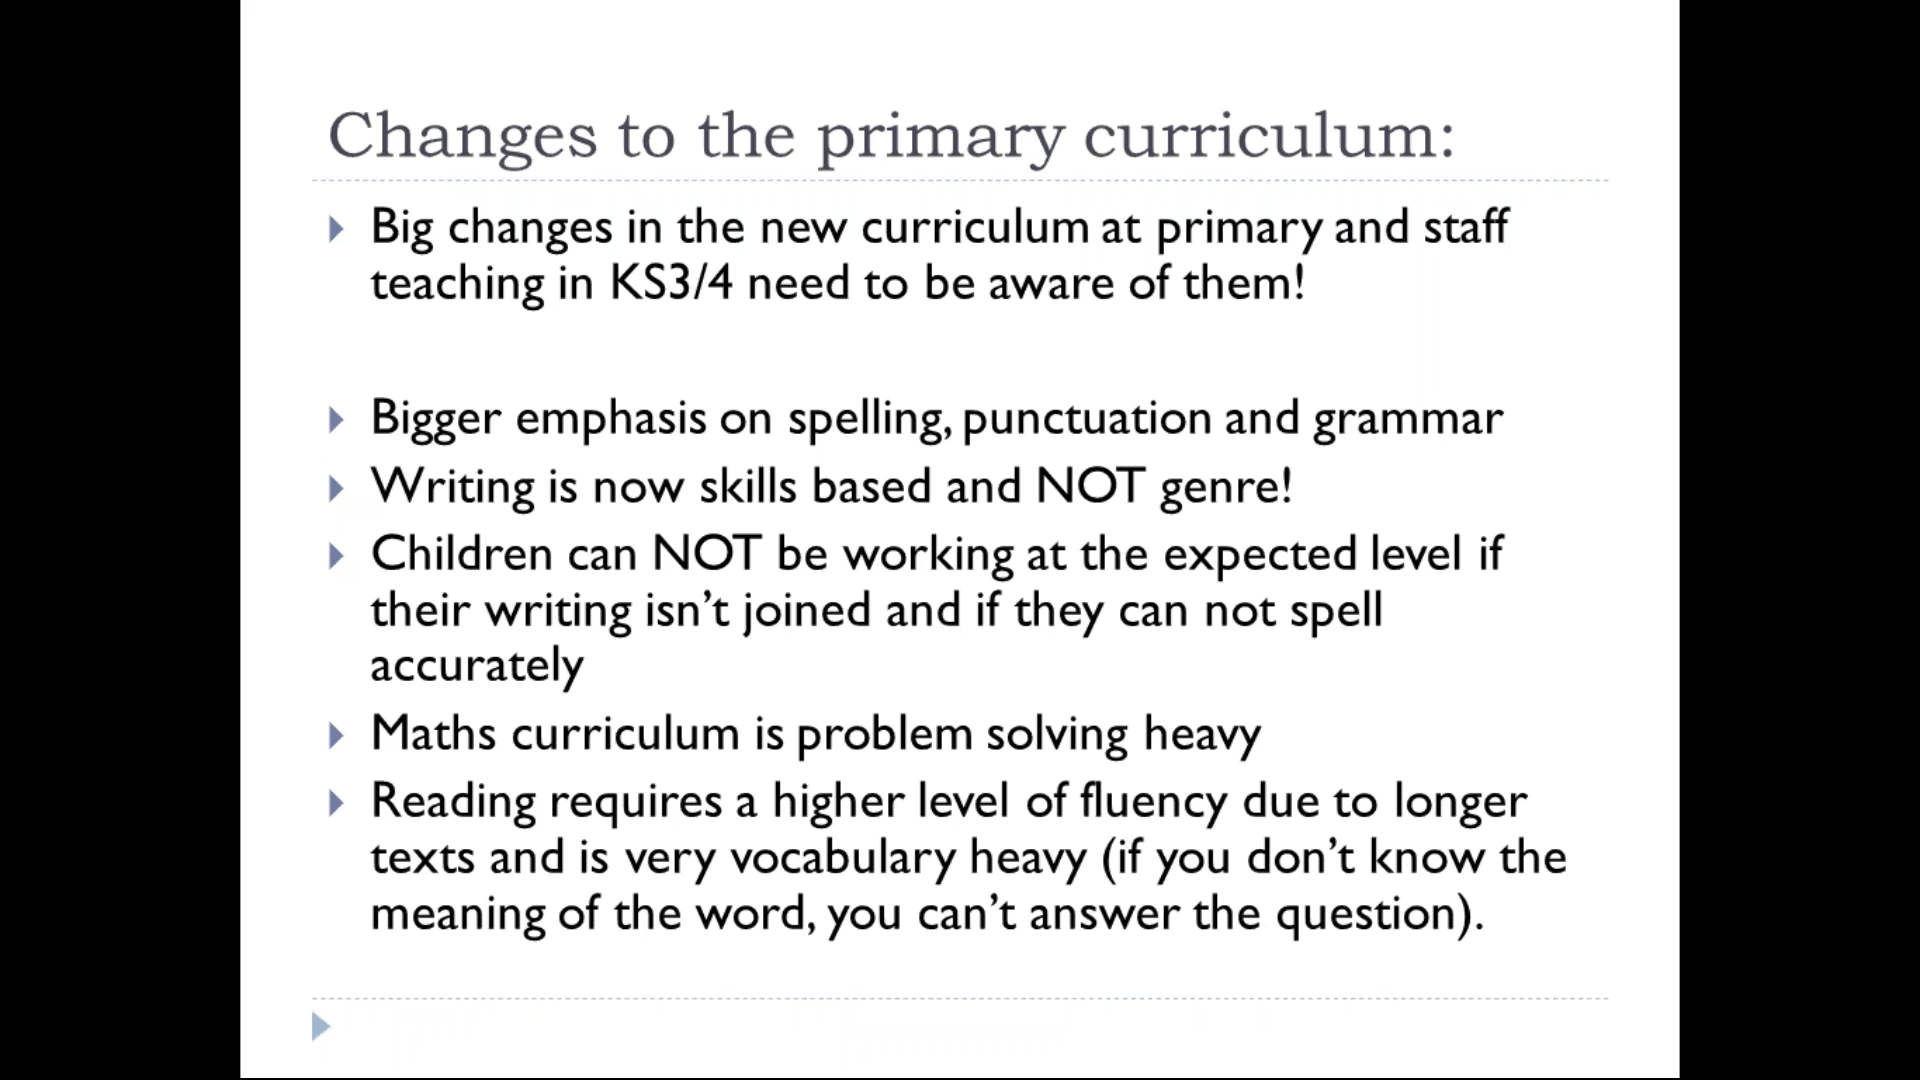 Changes to the primary curriculum:
Big changes in the new curriculum at primary and staff
teaching in KS3/4 need to be aware of them!
Bigger emphasis on spelling, punctuation and grammar
Writing is now skills based and NOT genre!
Children can NOT be working at the expected level if
their writing isn’t joined and if they can not spell
accurately
Maths curriculum is problem solving heavy
Reading requires a higher level of fluency due to longer
texts and is very vocabulary heavy (if you don’t know the
meaning of the word, you can’t answer the question).